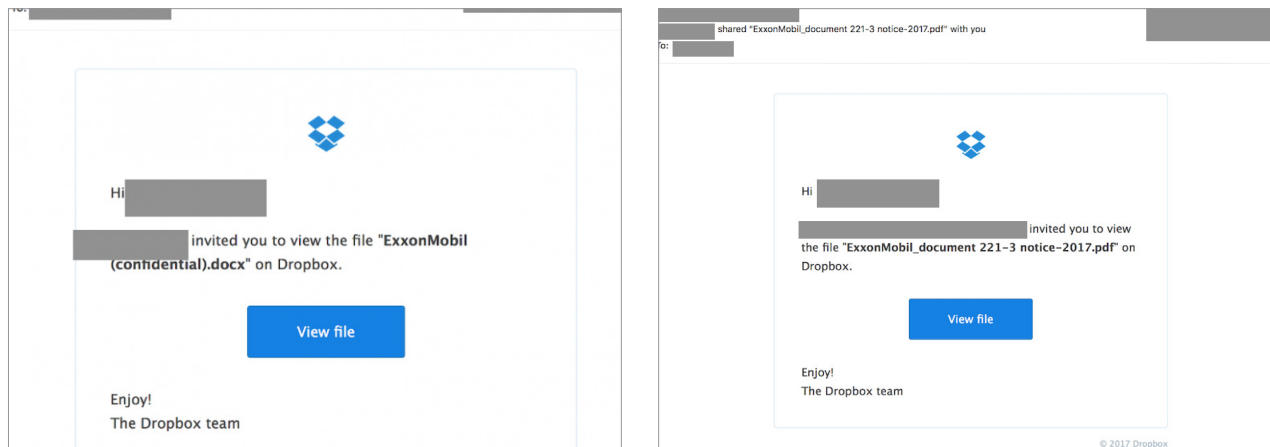 To:
Hi
invited you to view the file "ExxonMobil
(confidential).docx" on Dropbox.
View file
Enjoy!
The Dropbox team
shared "ExxonMobil_document 221-3 notice-2017.pdf" with you
To:
Hi
invited you to view
the file "ExxonMobil_document 221-3 notice-2017.pdf" on
Dropbox.
View file
Enjoy!
The Dropbox team
© 2017 Dropbox